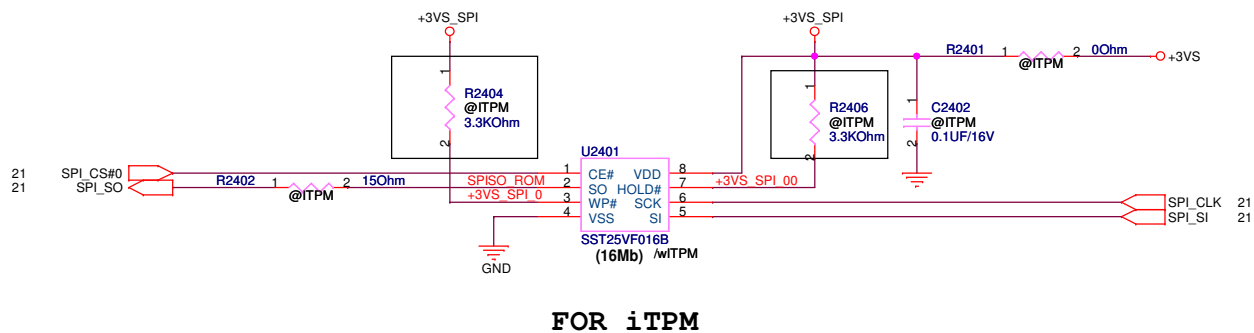 +3VS_SPI
+3VS_SPI
R2401 1 2 0Ohm
@ITPM
+3VS
1
R2404
@ITPM
3.3KOhm
2
1
R2406
@ITPM
3.3KOhm
2
1
C2402
@ITPM
0.1UF/16V
2
U2401
21 SPI_CS#0 1 CE# VDD 8
21 SPI_SO R2402 1 2 15Ohm SPISO_ROM 2 SO HOLD# 7 +3VS_SPI_00
@ITPM
+3VS_SPI_0 3 WP# SCK 6 SPI_CLK 21
4 VSS SI 5 SPI_SI 21
SST25VF016B
(16Mb) /wITPM
GND
FOR iTPM